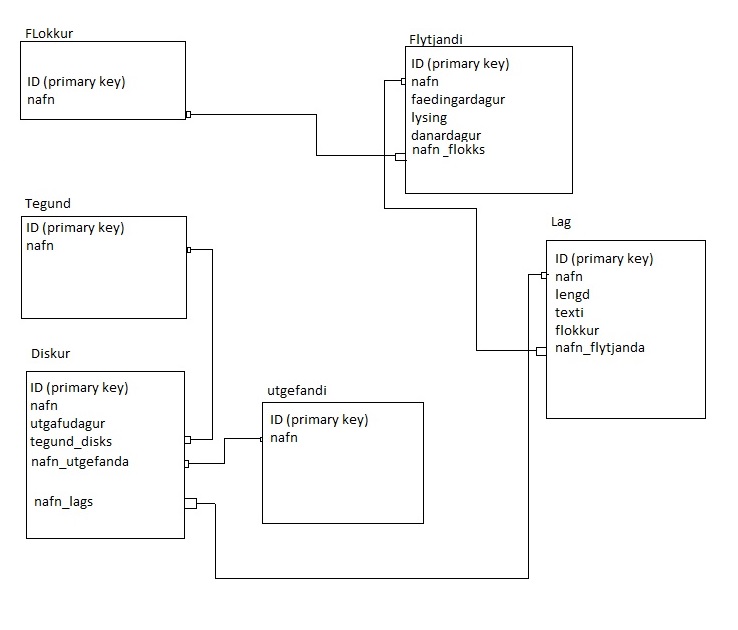 FLokkur
ID (primary key)
nafn
Flytjandi
ID (primary key)
nafn
faedingardagur
lysing
danardagur
nafn_flokks
Tegund
ID (primary key)
nafn
Lag
ID (primary key)
nafn
lengd
texti
flokkur
nafn_flytjanda
Diskur
ID (primary key)
nafn
utgafudagur
tegund_disks
nafn_utgefanda
nafn_lags
utgefandi
ID (primary key)
nafn